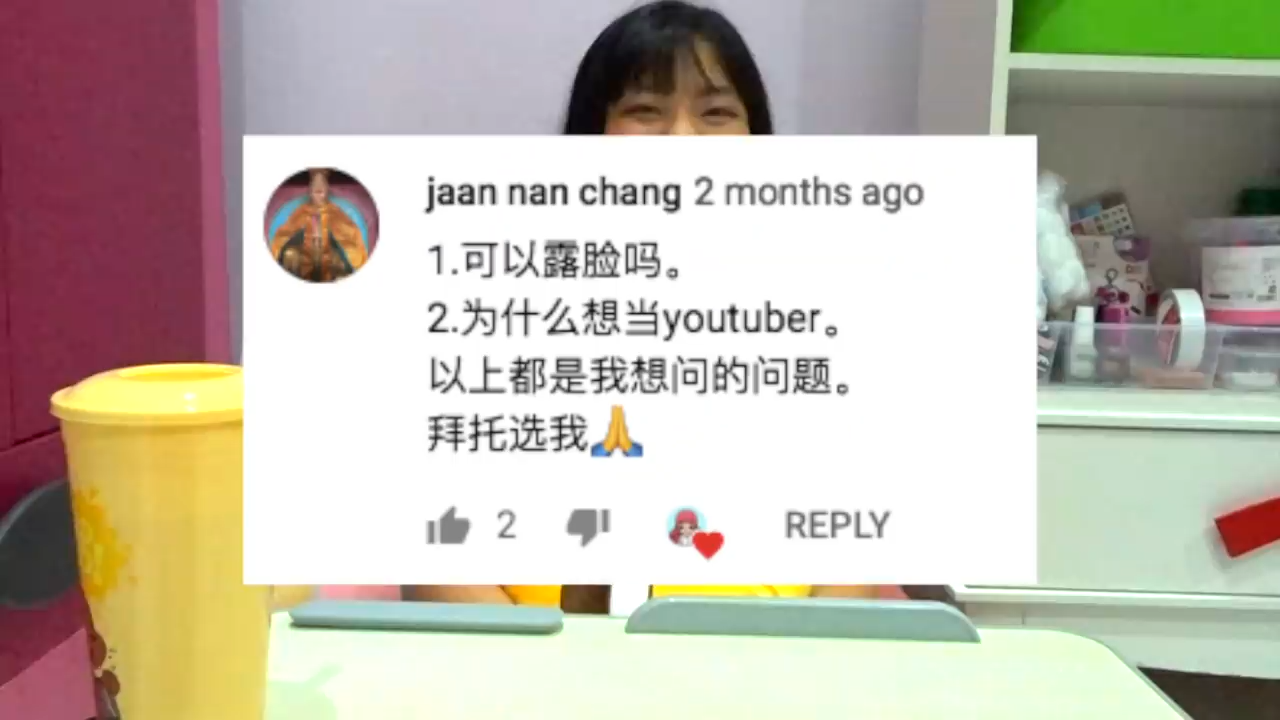 jaan nan chang 2 months ago
1.可以露脸吗。
2.为什么想当youtuber。
以上都是我想问的问题。
拜托选我🙏
2 REPLY